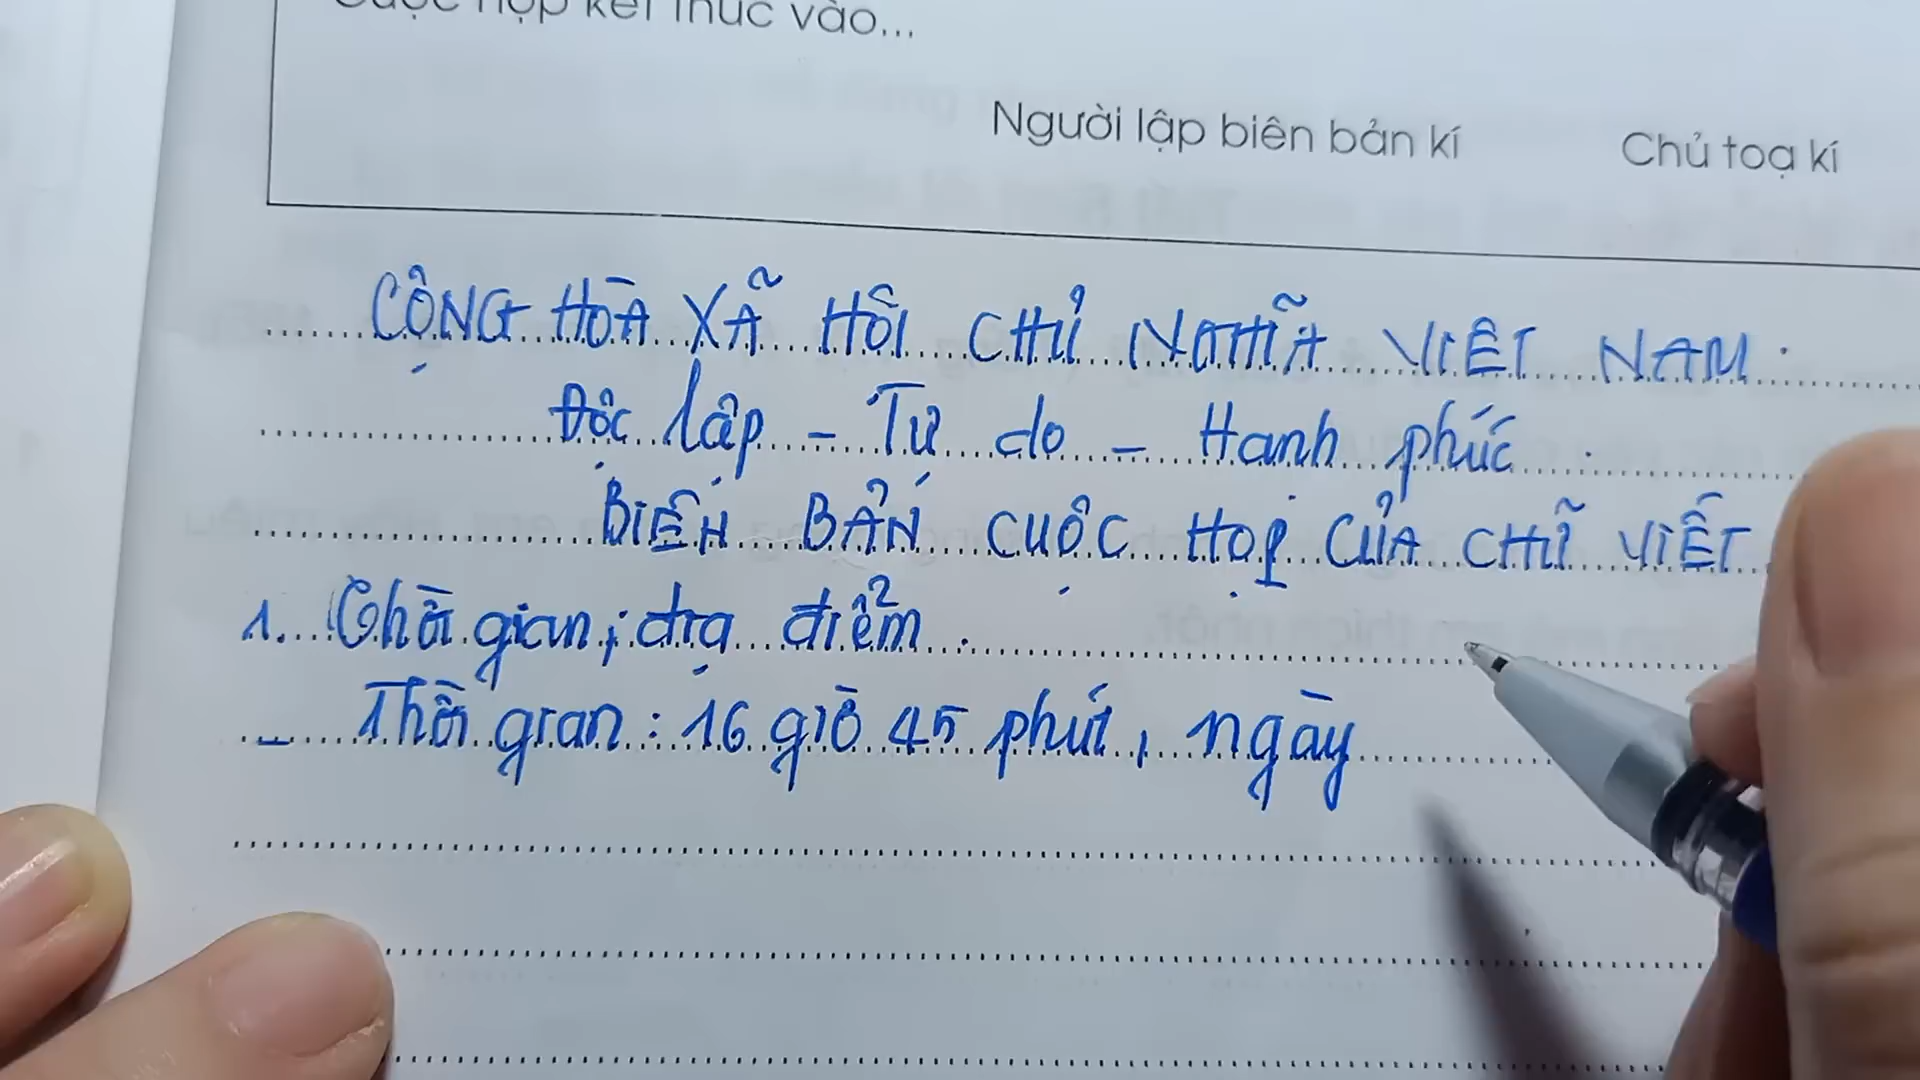 Cuộc họp kết thúc vào...
Người lập biên bản kí Chủ toạ kí
CỘNG HÒA XÃ HỘI CHỦ NGHĨA VIỆT NAM
Độc lập - Tự do - Hạnh phúc
BIÊN BẢN CUỘC HỌP CỦA CHỮ VIẾT
1. Thời gian, địa điểm
- Thời gian: 16 giờ 45 phút, ngày